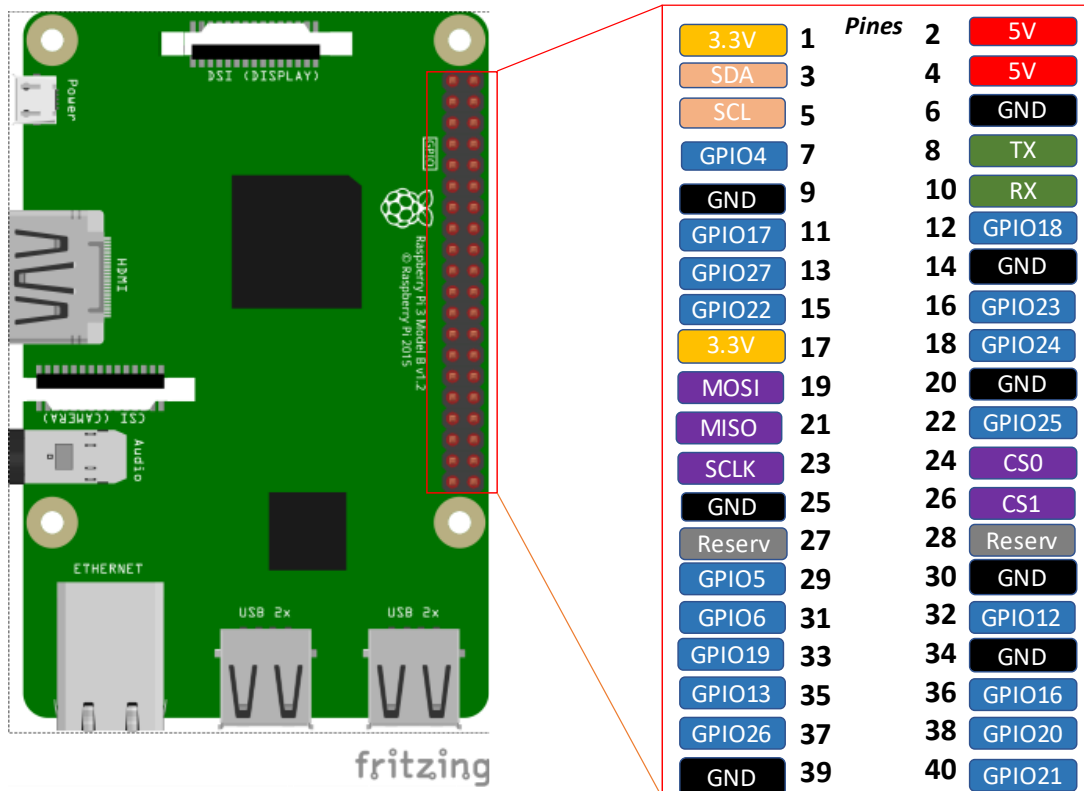 DSI (DISPLAY)
Power
GPIO
HDMI
Raspberry Pi 3 Model B v1.2
© Raspberry Pi 2015
CSI (CAMERA)
Audio
ETHERNET
USB 2x
USB 2x
fritzing
Pines
3.3V 1 2 5V
SDA 3 4 5V
SCL 5 6 GND
GPIO4 7 8 TX
GND 9 10 RX
GPIO17 11 12 GPIO18
GPIO27 13 14 GND
GPIO22 15 16 GPIO23
3.3V 17 18 GPIO24
MOSI 19 20 GND
MISO 21 22 GPIO25
SCLK 23 24 CS0
GND 25 26 CS1
Reserv 27 28 Reserv
GPIO5 29 30 GND
GPIO6 31 32 GPIO12
GPIO19 33 34 GND
GPIO13 35 36 GPIO16
GPIO26 37 38 GPIO20
GND 39 40 GPIO21